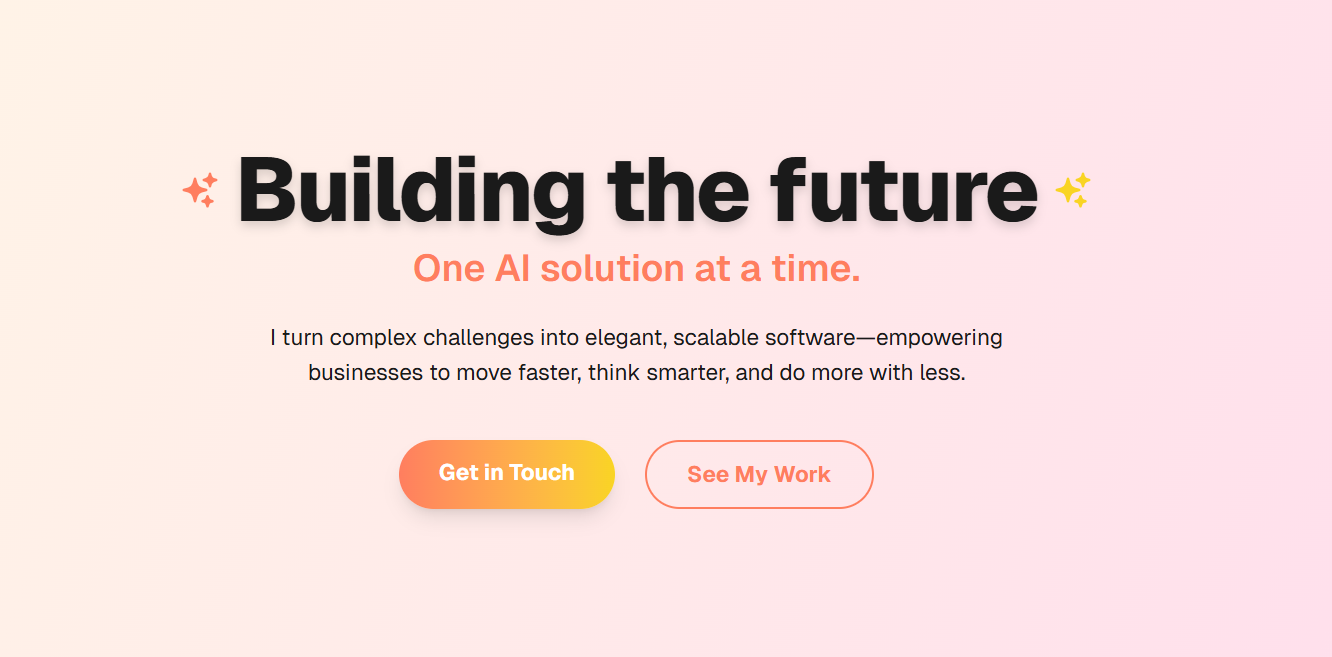 Building the future
One AI solution at a time.
I turn complex challenges into elegant, scalable software—empowering
businesses to move faster, think smarter, and do more with less.
Get in Touch
See My Work